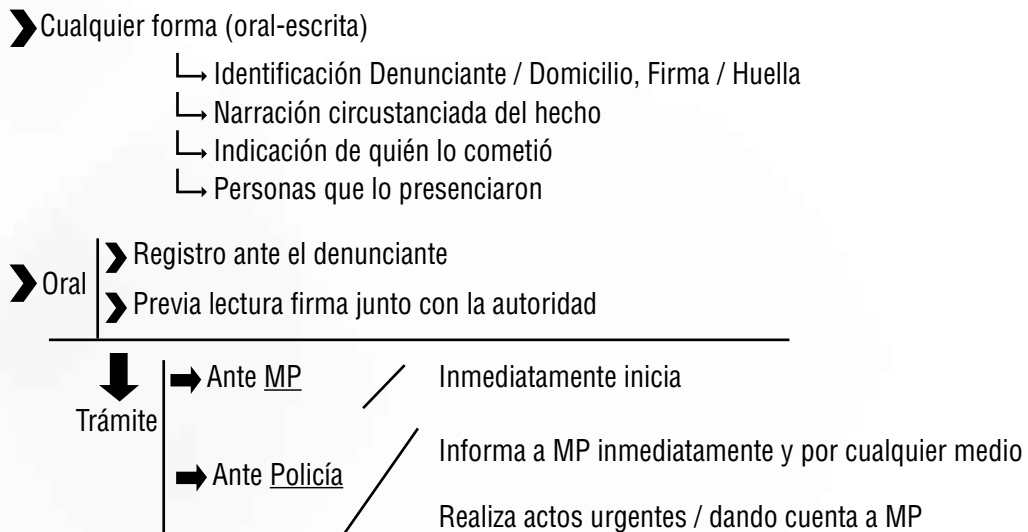 Cualquier forma (oral-escrita)
Identificación Denunciante / Domicilio, Firma / Huella
Narración circustanciada del hecho
Indicación de quién lo cometió
Personas que lo presenciaron
Oral
Registro ante el denunciante
Previa lectura firma junto con la autoridad
Trámite
Ante MP / Inmediatamente inicia
Ante Policía / Informa a MP inmediatamente y por cualquier medio
Realiza actos urgentes / dando cuenta a MP